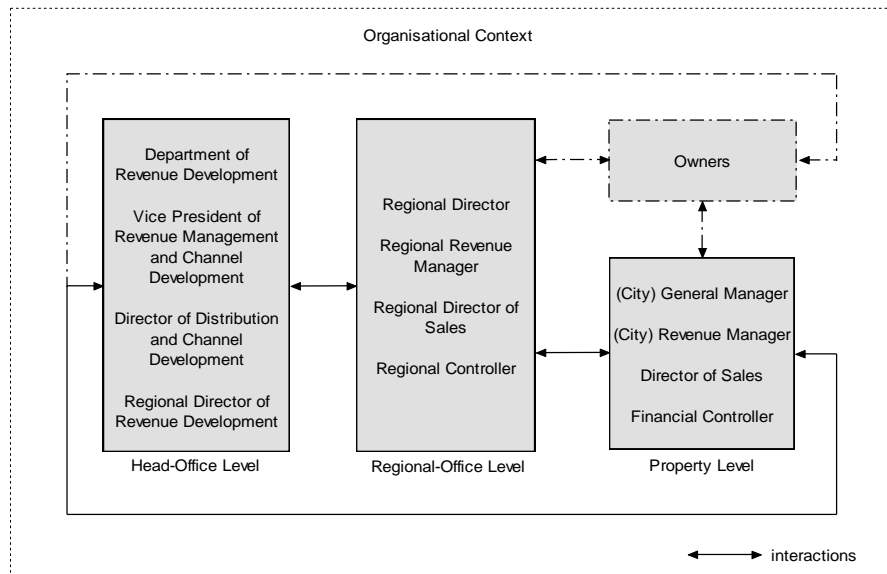 Organisational Context
Department of
Revenue Development
Vice President of
Revenue Management
and Channel
Development
Director of Distribution
and Channel
Development
Regional Director of
Revenue Development
Head-Office Level
Regional Director
Regional Revenue
Manager
Regional Director of
Sales
Regional Controller
Regional-Office Level
Owners
(City) General Manager
(City) Revenue Manager
Director of Sales
Financial Controller
Property Level
interactions